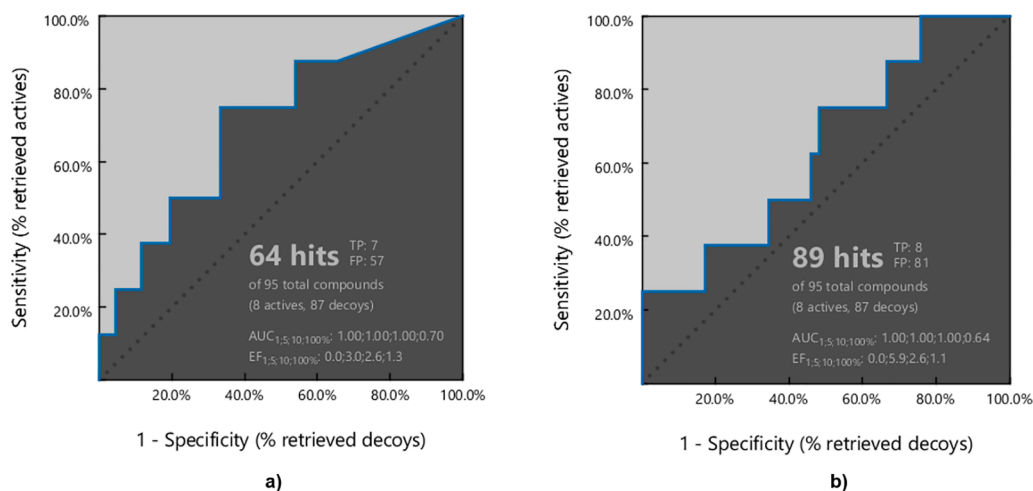 100.0%
80.0%
60.0%
40.0%
20.0%
Sensitivity (% retrieved actives)
64 hits
TP: 7
FP: 57
of 95 total compounds
(8 actives, 87 decoys)
AUC1;5;10;100%: 1.00;1.00;1.00;0.70
EF1;5;10;100%: 0.0;3.0;2.6;1.3
20.0% 40.0% 60.0% 80.0% 100.0%
1 - Specificity (% retrieved decoys)
a)
100.0%
80.0%
60.0%
40.0%
20.0%
Sensitivity (% retrieved actives)
89 hits
TP: 8
FP: 81
of 95 total compounds
(8 actives, 87 decoys)
AUC1;5;10;100%: 1.00;1.00;1.00;0.64
EF1;5;10;100%: 0.0;5.9;2.6;1.1
20.0% 40.0% 60.0% 80.0% 100.0%
1 - Specificity (% retrieved decoys)
b)